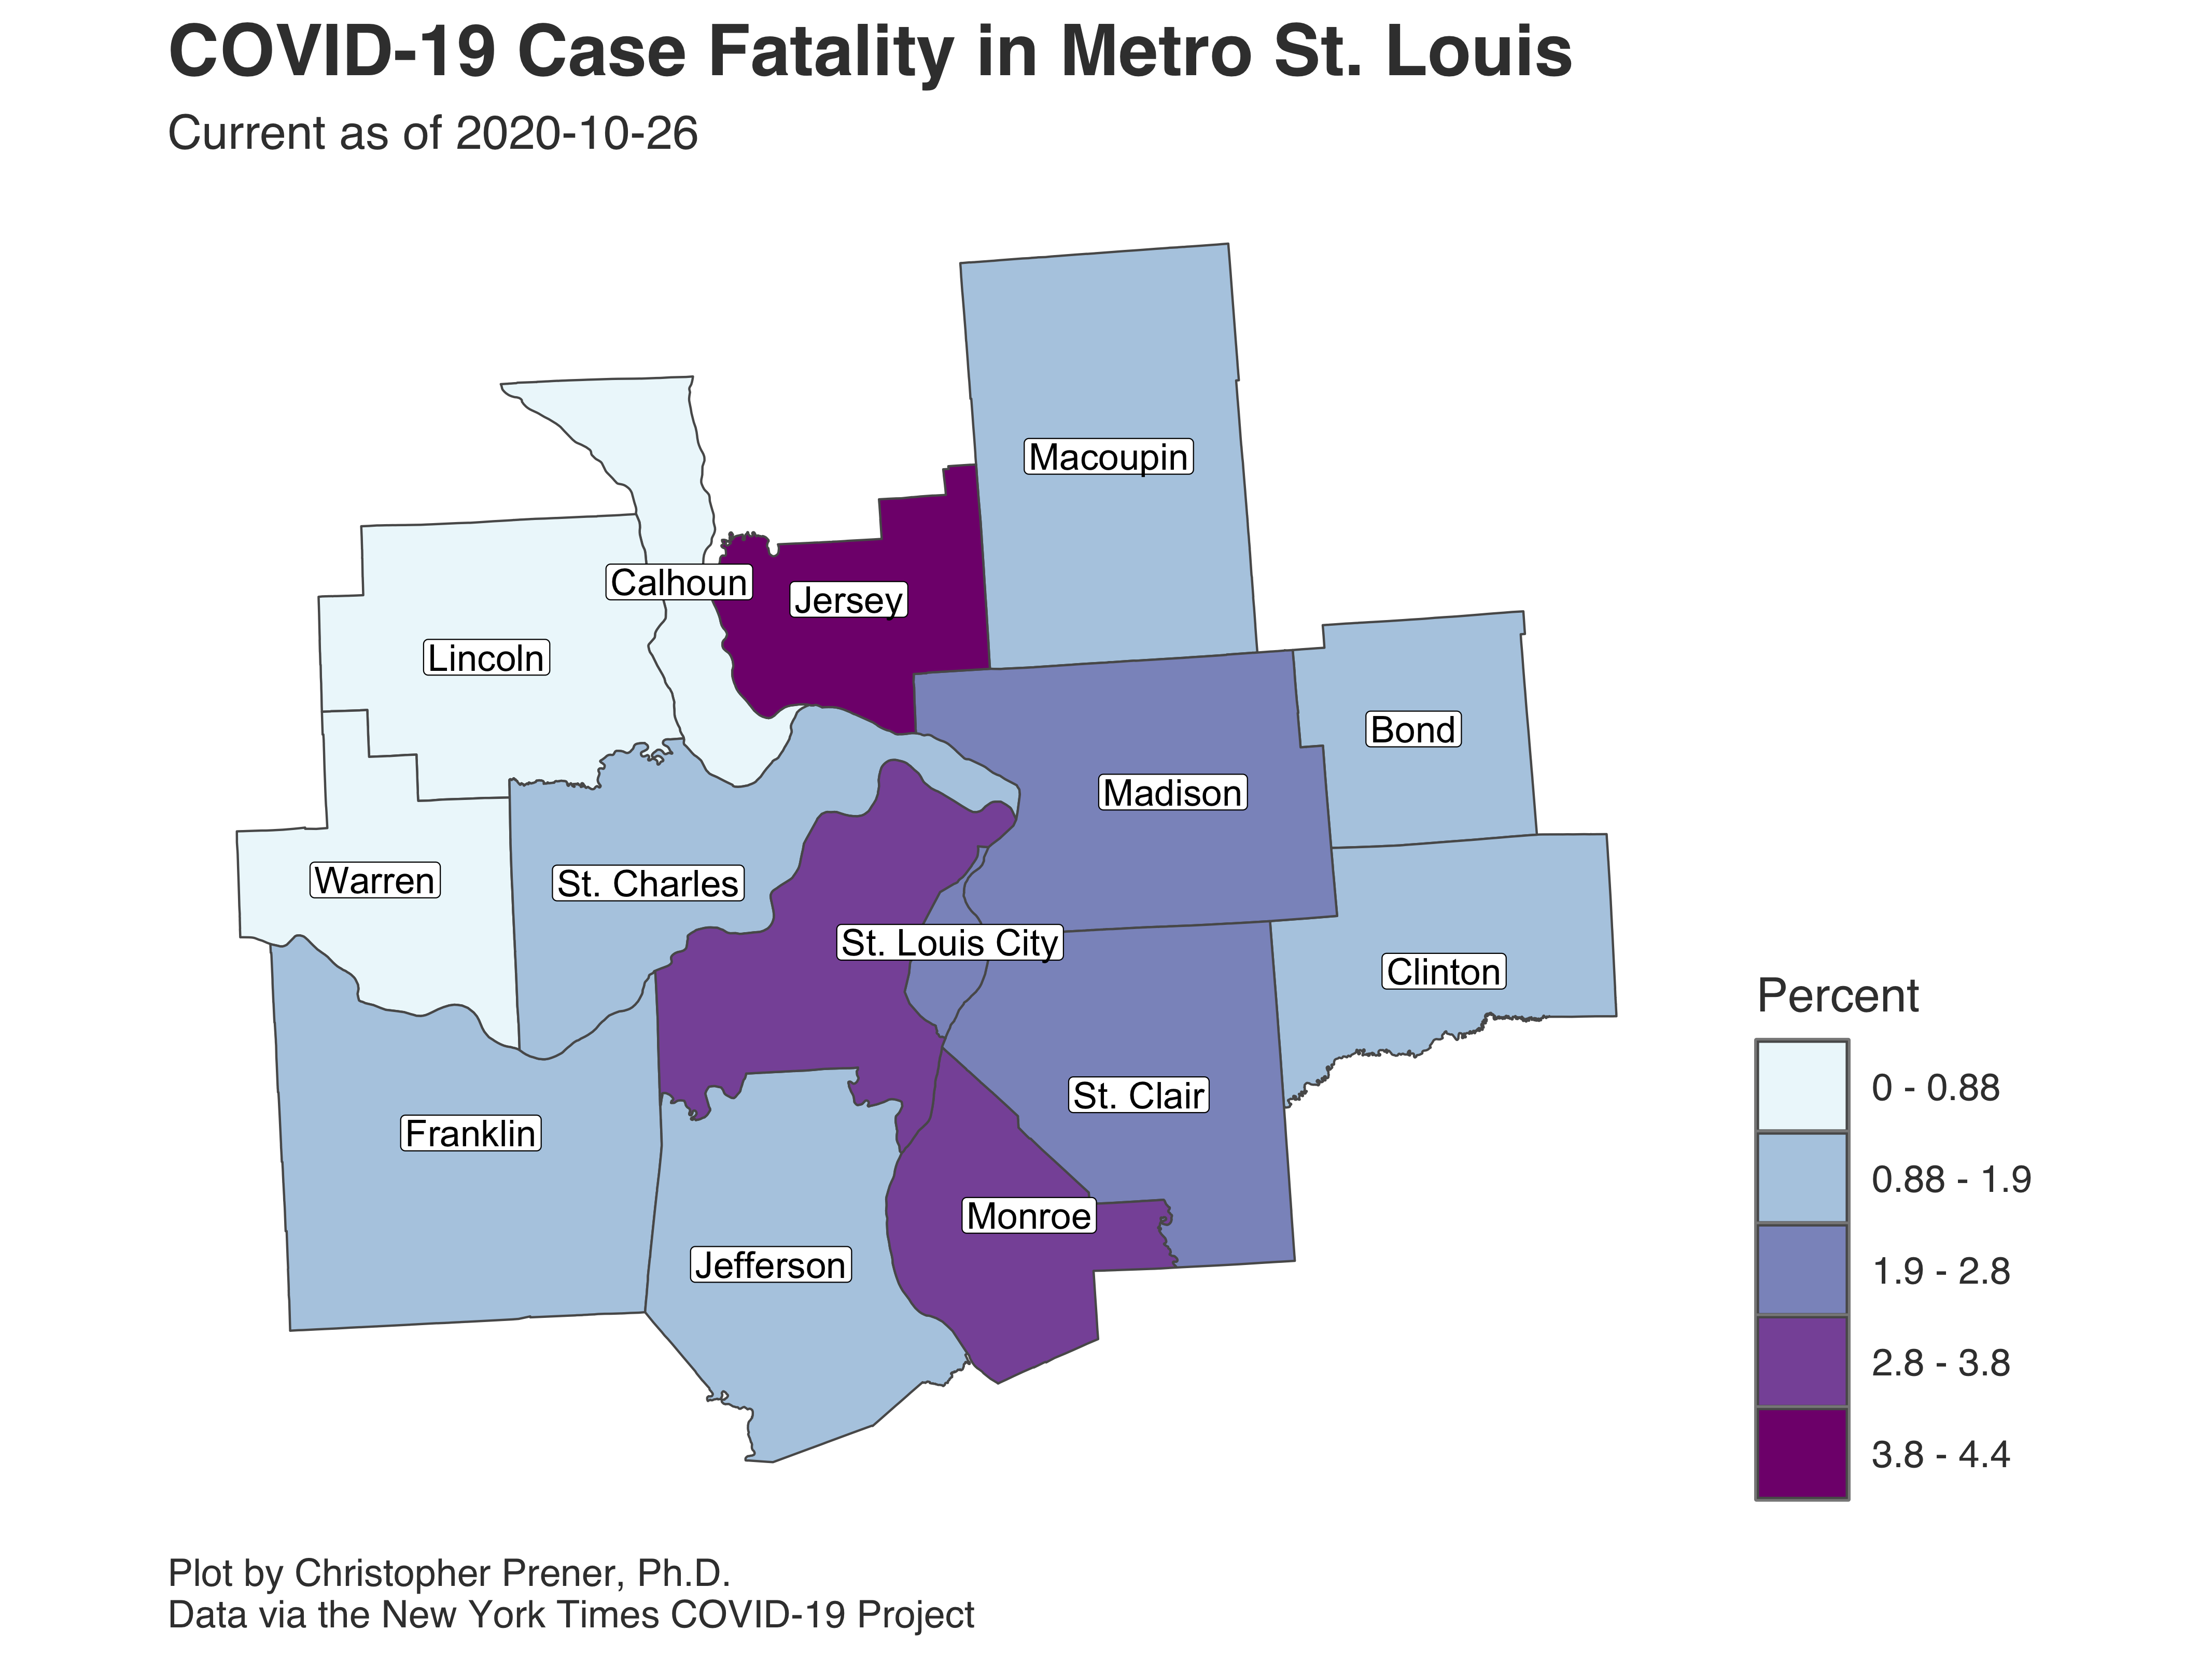 COVID-19 Case Fatality in Metro St. Louis
Current as of 2020-10-26
Macoupin
Calhoun
Jersey
Lincoln
Bond
Madison
Warren
St. Charles
St. Louis City
Clinton
St. Clair
Franklin
Monroe
Jefferson
Percent
0 - 0.88
0.88 - 1.9
1.9 - 2.8
2.8 - 3.8
3.8 - 4.4
Plot by Christopher Prener, Ph.D.
Data via the New York Times COVID-19 Project